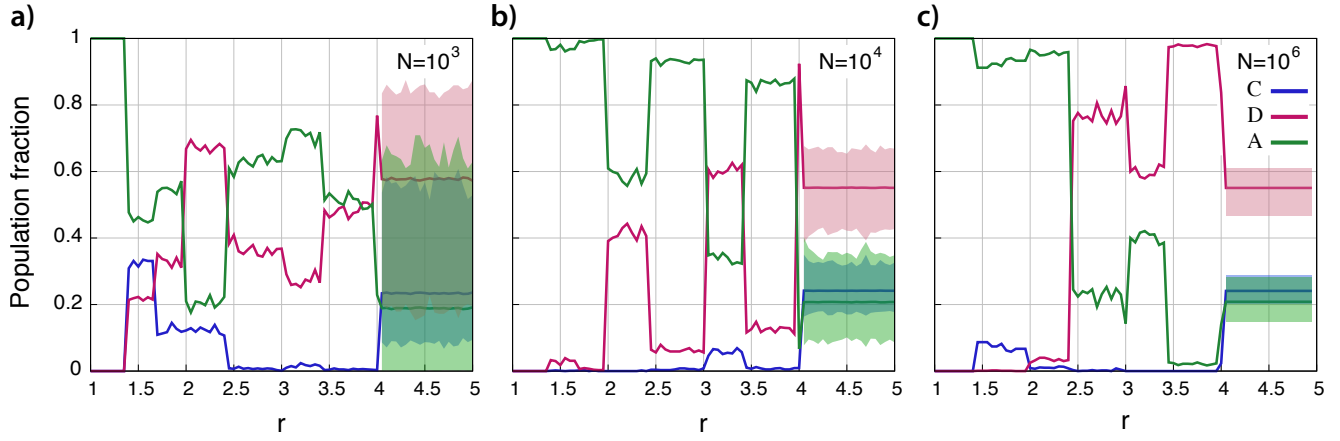 a)
b)
c)
Population fraction
1
0.8
0.6
0.4
0.2
0
N=10³
N=10⁴
N=10⁶
C
D
A
1 1.5 2 2.5 3 3.5 4 4.5 5
1 1.5 2 2.5 3 3.5 4 4.5 5
1 1.5 2 2.5 3 3.5 4 4.5 5
r
r
r